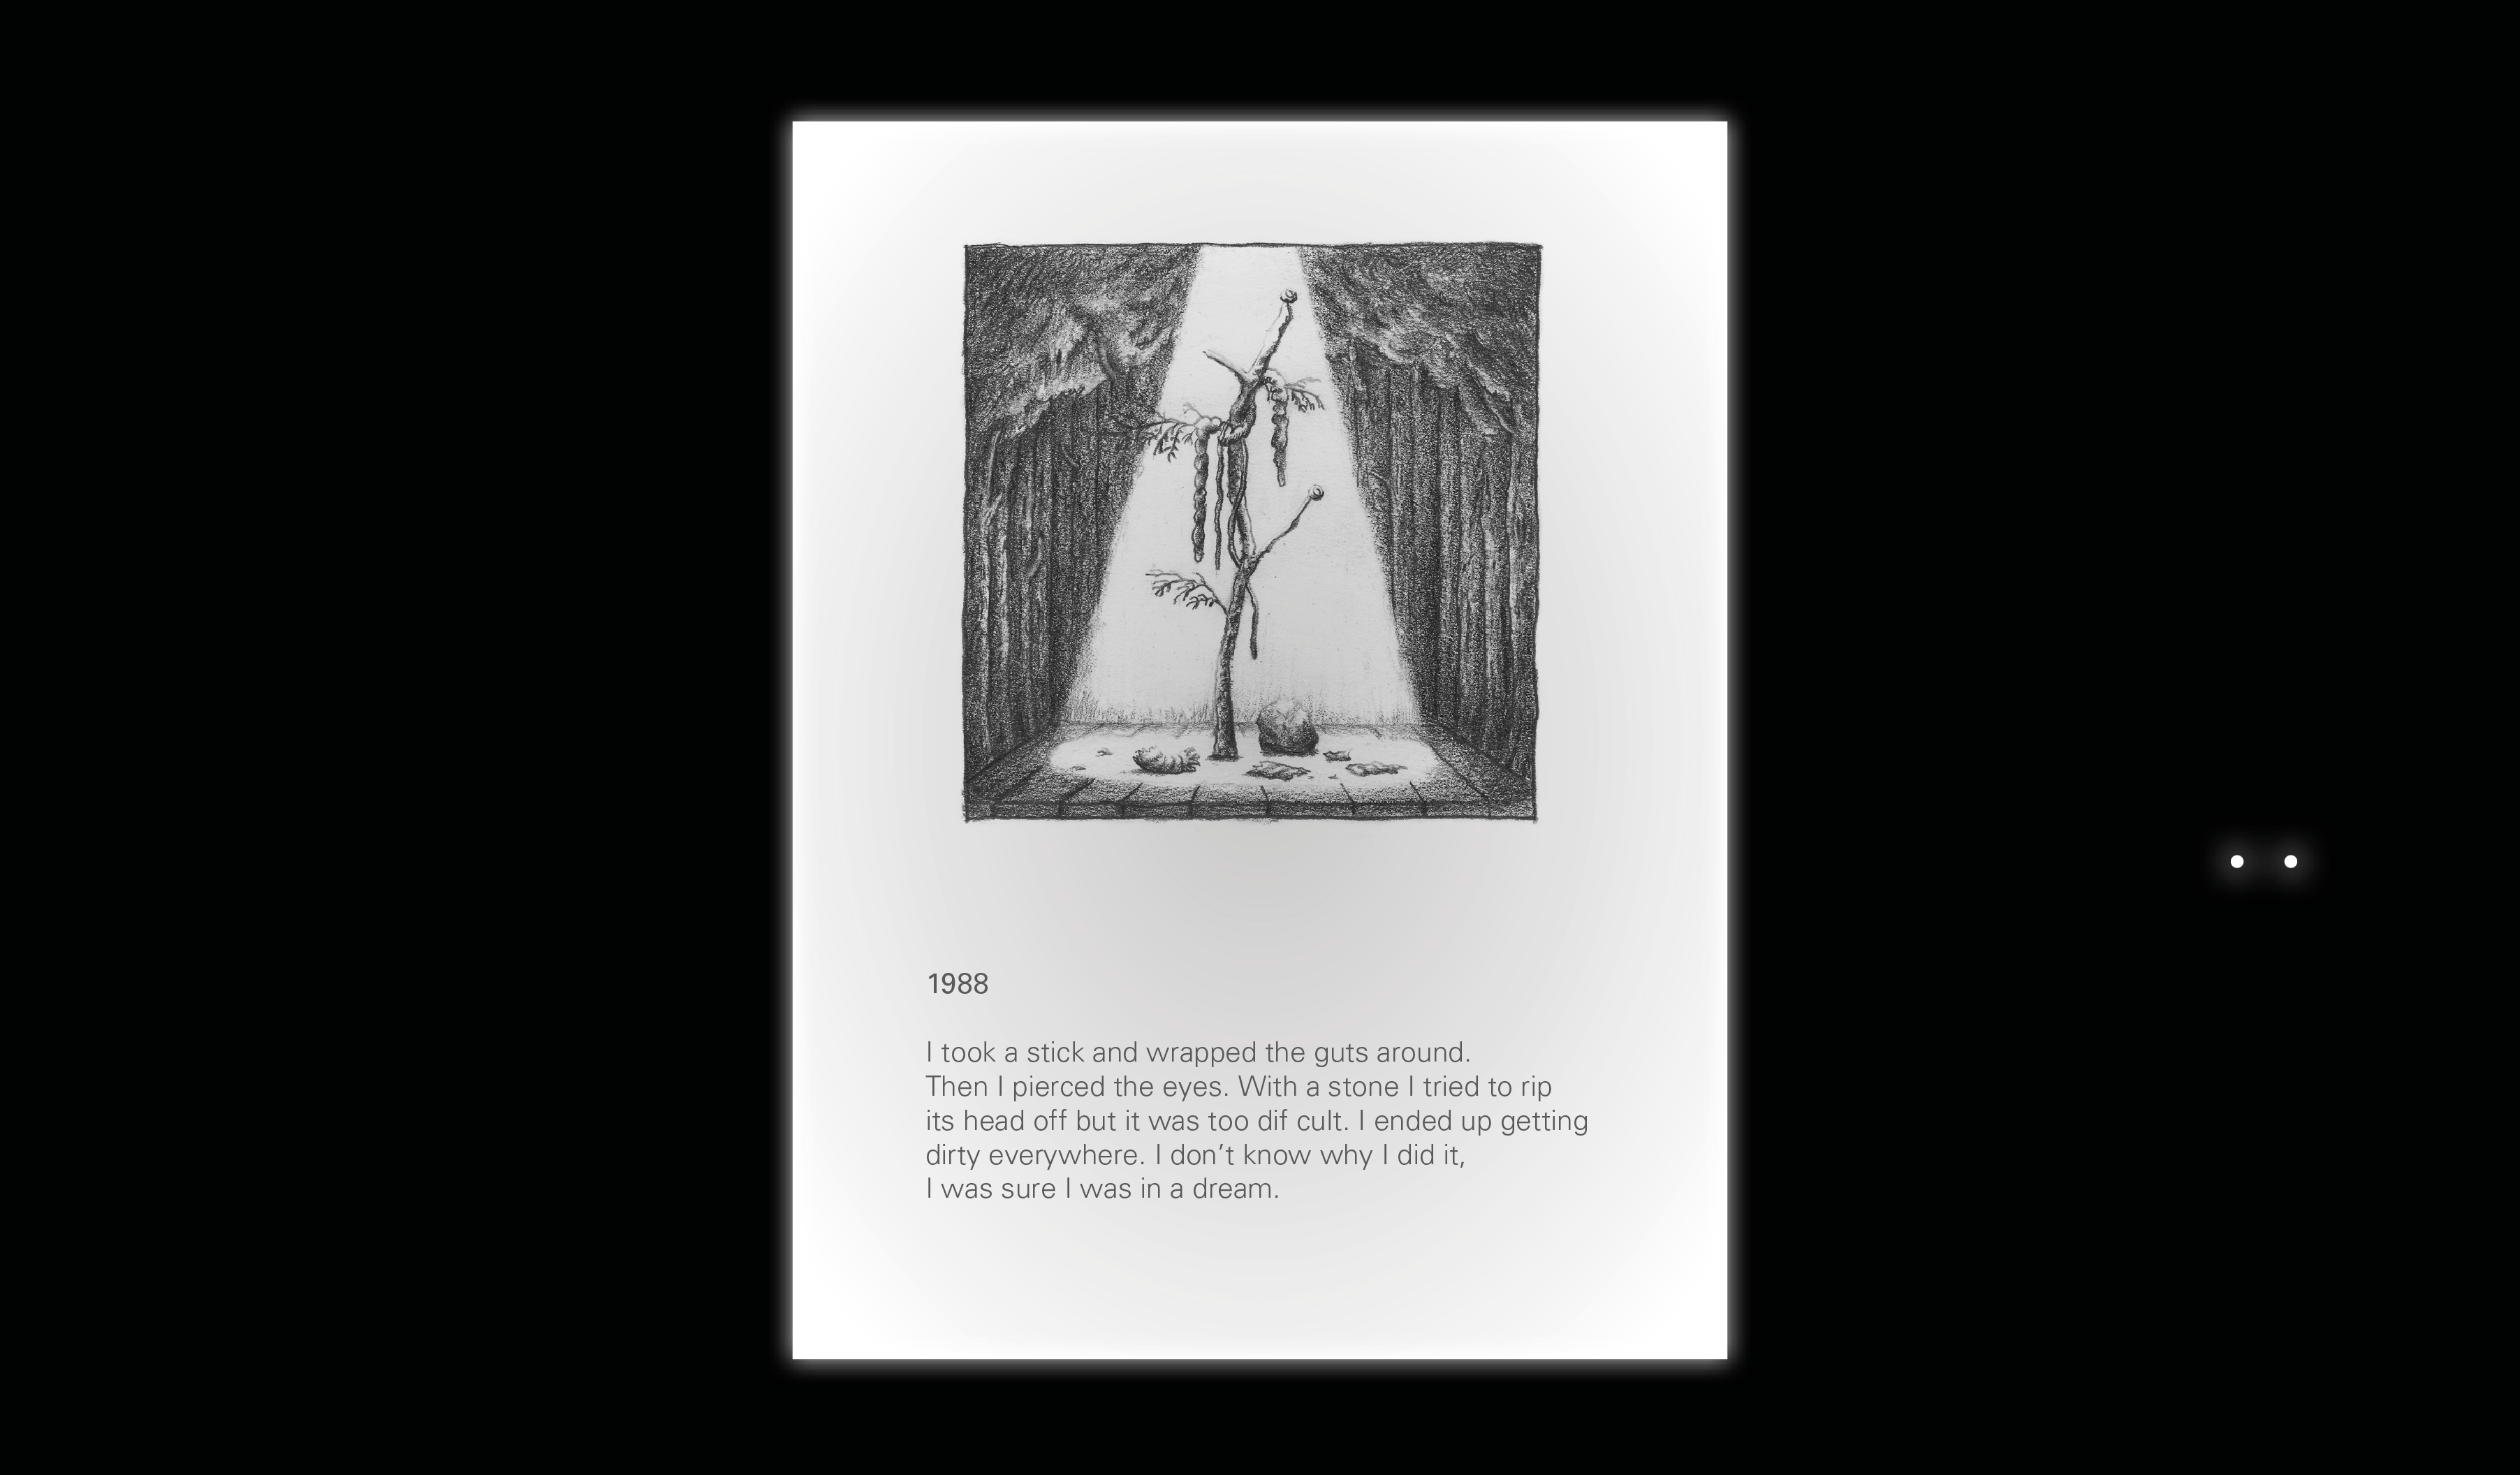 1988
I took a stick and wrapped the guts around.
Then I pierced the eyes. With a stone I tried to rip
its head off but it was too dif cult. I ended up getting
dirty everywhere. I don’t know why I did it,
I was sure I was in a dream.